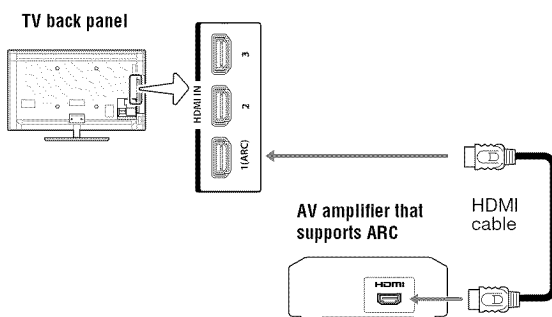 TV back panel
HDMI IN
3
2
1(ARC)
AV amplifier that
supports ARC
HDMI
cable
HDMI